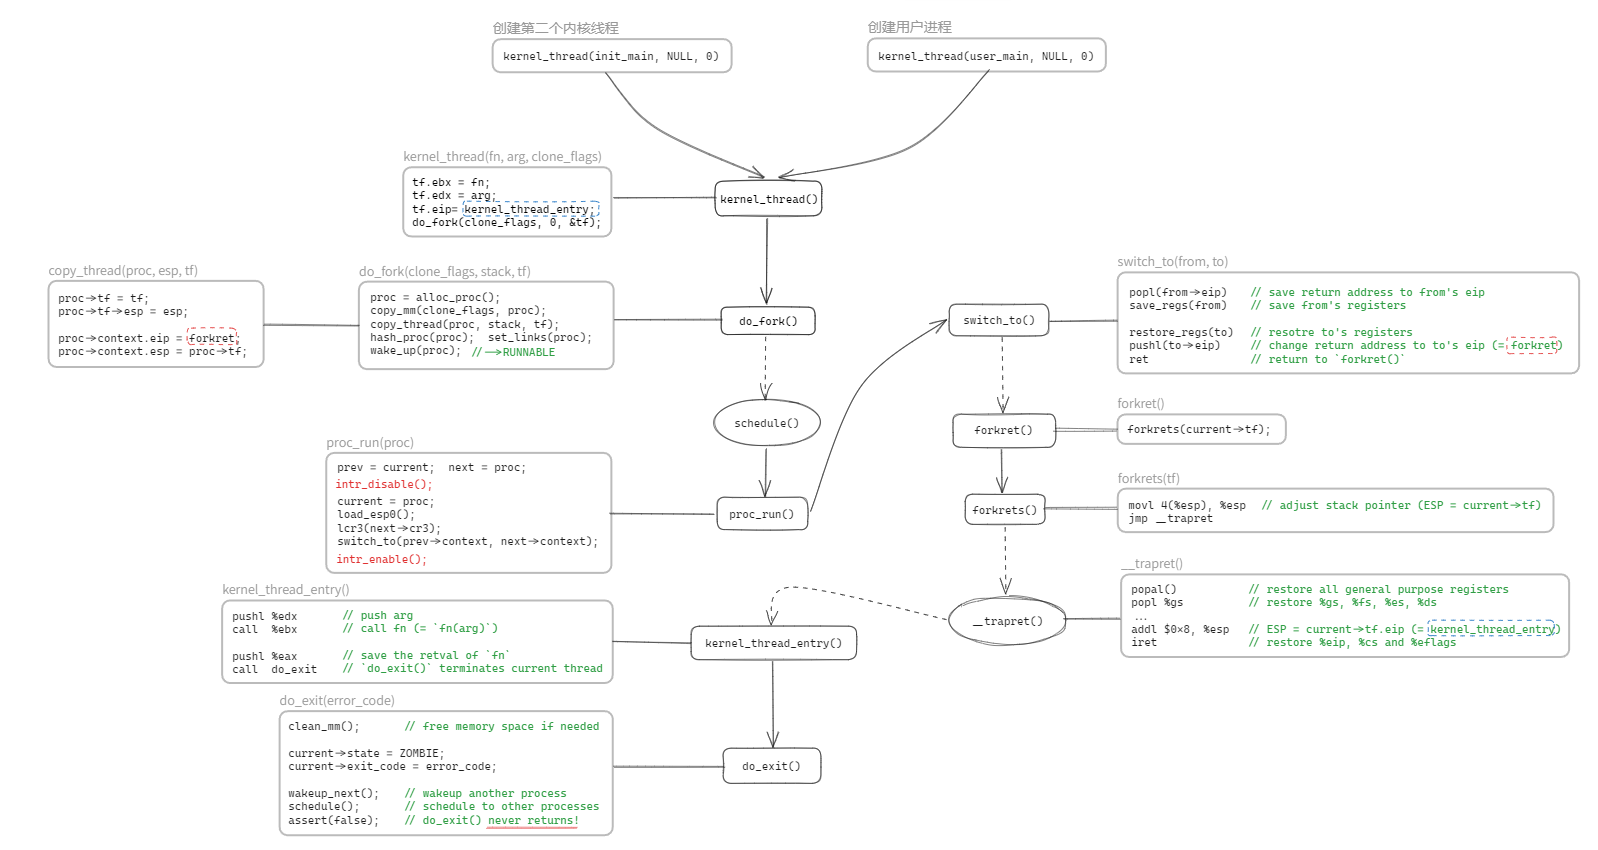 创建第二个内核线程
kernel_thread(init_main, NULL, 0)
创建用户进程
kernel_thread(user_main, NULL, 0)
kernel_thread(fn, arg, clone_flags)
tf.ebx = fn;
tf.edx = arg;
tf.eip= kernel_thread_entry;
do_fork(clone_flags, 0, &tf);
kernel_thread()
copy_thread(proc, esp, tf)
proc->tf = tf;
proc->tf->esp = esp;
proc->context.eip = forkret;
proc->context.esp = proc->tf;
do_fork(clone_flags, stack, tf)
proc = alloc_proc();
copy_mm(clone_flags, proc);
copy_thread(proc, stack, tf);
hash_proc(proc);  set_links(proc);
wake_up(proc);  //-->RUNNABLE
do_fork()
schedule()
proc_run(proc)
prev = current;  next = proc;
intr_disable();
current = proc;
load_esp0();
lcr3(next->cr3);
switch_to(prev->context, next->context);
intr_enable();
proc_run()
switch_to(from, to)
popl(from->eip)  // save return address to from's eip
save_regs(from)  // save from's registers
restore_regs(to)  // resotre to's registers
pushl(to->eip)  // change return address to to's eip (= forkret)
ret  // return to `forkret()`
switch_to()
forkret()
forkrets(current->tf);
forkret()
forkrets(tf)
movl 4(%esp), %esp  // adjust stack pointer (ESP = current->tf)
jmp __trapret
forkrets()
__trapret()
popal()  // restore all general purpose registers
popl %gs  // restore %gs, %fs, %es, %ds
...
addl $0x8, %esp  // ESP = current->tf.eip (= kernel_thread_entry)
iret  // restore %eip, %cs and %eflags
__trapret()
kernel_thread_entry()
pushl %edx  // push arg
call  %ebx  // call fn (= `fn(arg)`)
pushl %eax  // save the retval of `fn`
call  do_exit  // `do_exit()` terminates current thread
kernel_thread_entry()
do_exit(error_code)
clean_mm();  // free memory space if needed
current->state = ZOMBIE;
current->exit_code = error_code;
wakeup_next();  // wakeup another process
schedule();  // schedule to other processes
assert(false);  // do_exit() never returns!
do_exit()